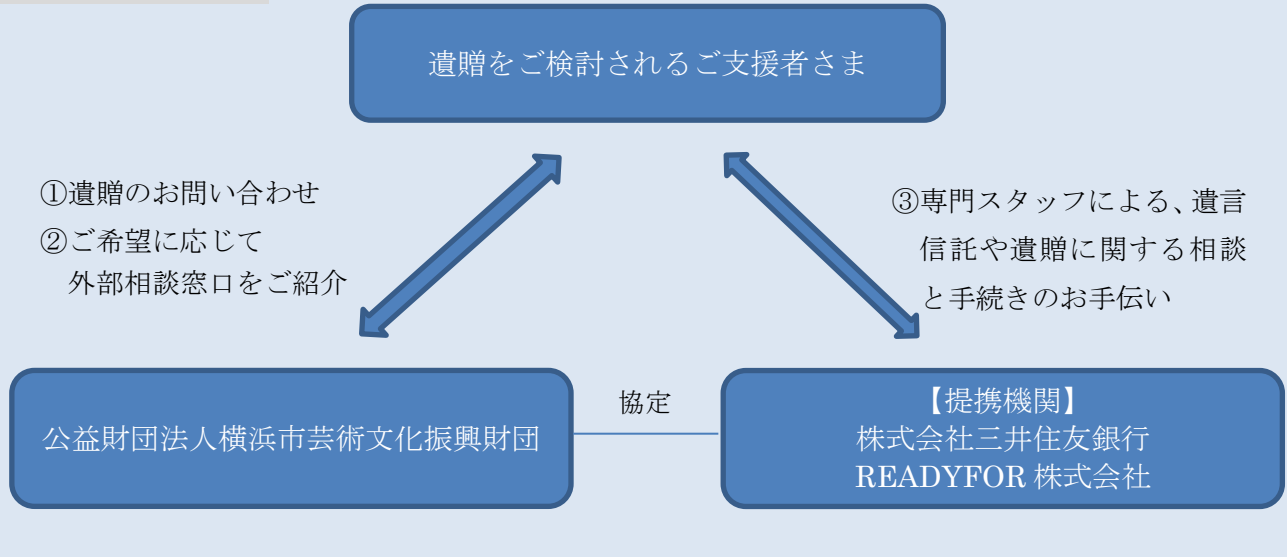 遺贈をご検討されるご支援者さま
①遺贈のお問い合わせ
②ご希望に応じて
外部相談窓口をご紹介
③専門スタッフによる、遺言
信託や遺贈に関する相談
と手続きのお手伝い
公益財団法人横浜市芸術文化振興財団
協定
【提携機関】
株式会社三井住友銀行
READYFOR 株式会社